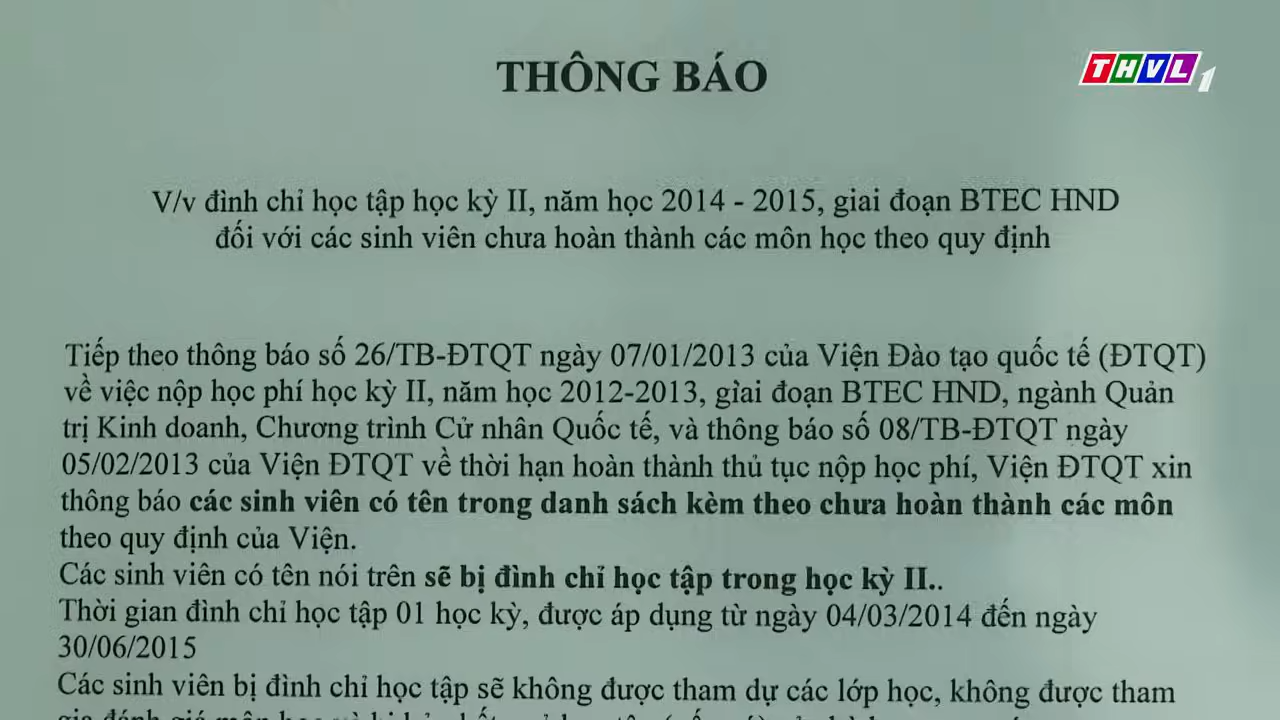 THÔNG BÁO
THVL 1
V/v đình chỉ học tập học kỳ II, năm học 2014 - 2015, giai đoạn BTEC HND
đối với các sinh viên chưa hoàn thành các môn học theo quy định
Tiếp theo thông báo số 26/TB-ĐTQT ngày 07/01/2013 của Viện Đào tạo quốc tế (ĐTQT)
về việc nộp học phí học kỳ II, năm học 2012-2013, giai đoạn BTEC HND, ngành Quản
trị Kinh doanh, Chương trình Cử nhân Quốc tế, và thông báo số 08/TB-ĐTQT ngày
05/02/2013 của Viện ĐTQT về thời hạn hoàn thành thủ tục nộp học phí, Viện ĐTQT xin
thông báo các sinh viên có tên trong danh sách kèm theo chưa hoàn thành các môn
theo quy định của Viện.
Các sinh viên có tên nói trên sẽ bị đình chỉ học tập trong học kỳ II..
Thời gian đình chỉ học tập 01 học kỳ, được áp dụng từ ngày 04/03/2014 đến ngày
30/06/2015
Các sinh viên bị đình chỉ học tập sẽ không được tham dự các lớp học, không được tham